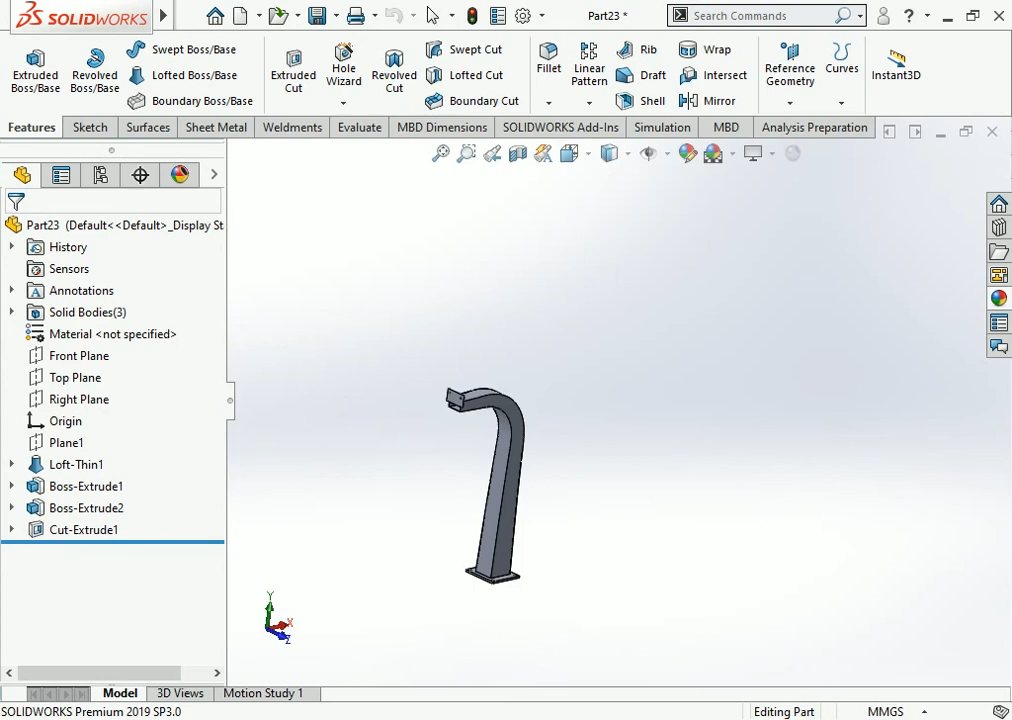 SOLIDWORKS
Part23 *
Search Commands
?
Extruded Boss/Base
Revolved Boss/Base
Swept Boss/Base
Lofted Boss/Base
Boundary Boss/Base
Extruded Cut
Hole Wizard
Revolved Cut
Swept Cut
Lofted Cut
Boundary Cut
Fillet
Linear Pattern
Rib
Draft
Shell
Wrap
Intersect
Mirror
Reference Geometry
Curves
Instant3D
Features
Sketch
Surfaces
Sheet Metal
Weldments
Evaluate
MBD Dimensions
SOLIDWORKS Add-Ins
Simulation
MBD
Analysis Preparation
Part23 (Default<<Default>_Display St
History
Sensors
Annotations
Solid Bodies(3)
Material <not specified>
Front Plane
Top Plane
Right Plane
Origin
Plane1
Loft-Thin1
Boss-Extrude1
Boss-Extrude2
Cut-Extrude1
Y
X
Z
Model
3D Views
Motion Study 1
SOLIDWORKS Premium 2019 SP3.0
Editing Part
MMGS